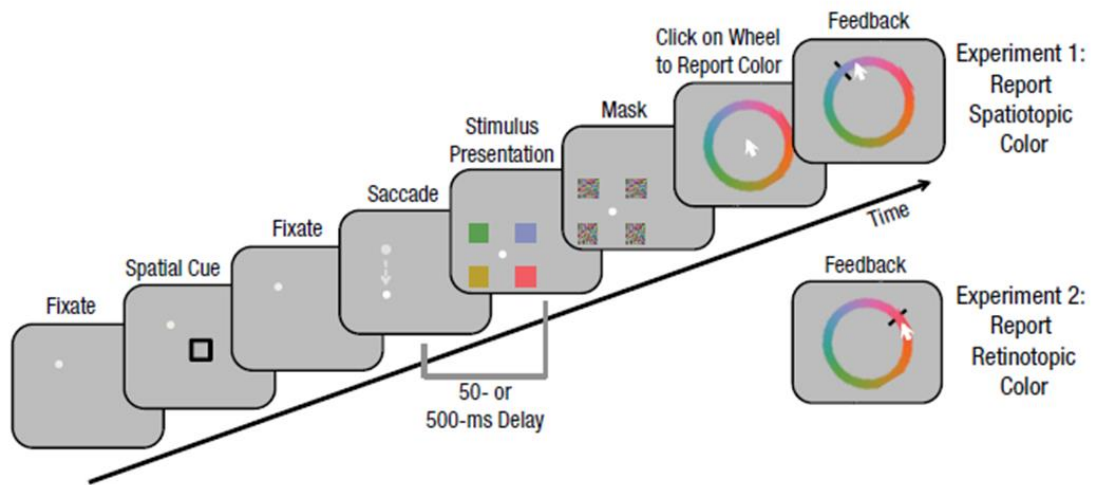 Fixate
Spatial Cue
Fixate
Saccade
Stimulus
Presentation
Mask
Click on Wheel
to Report Color
Feedback
Experiment 1:
Report
Spatiotopic
Color
Time
50- or
500-ms Delay
Feedback
Experiment 2:
Report
Retinotopic
Color